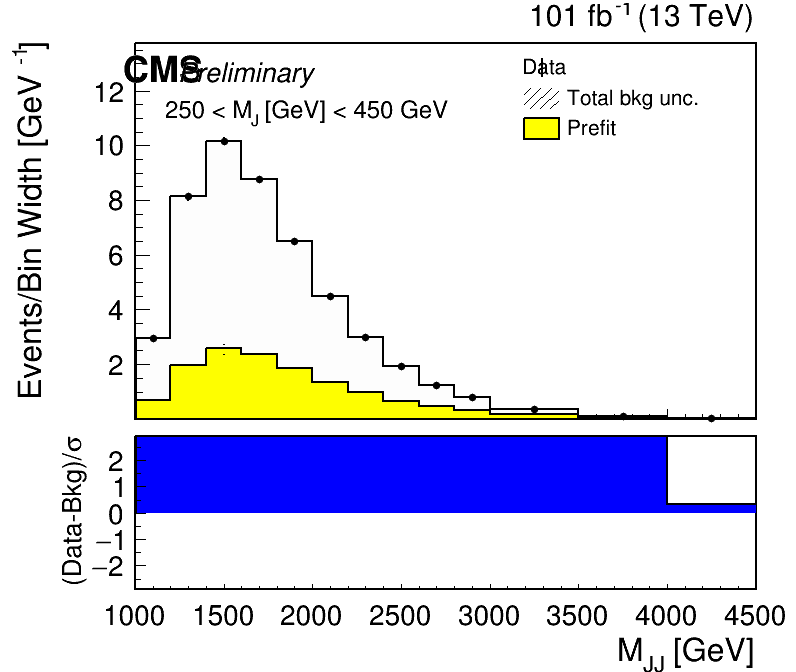 101 fb-1 (13 TeV)
CMS Preliminary
250 < MJ [GeV] < 450 GeV
Data
Total bkg unc.
Prefit
Events/Bin Width [GeV-1]
12
10
8
6
4
2
(Data-Bkg)/σ
2
1
0
−1
−2
1000 1500 2000 2500 3000 3500 4000 4500
MJJ [GeV]